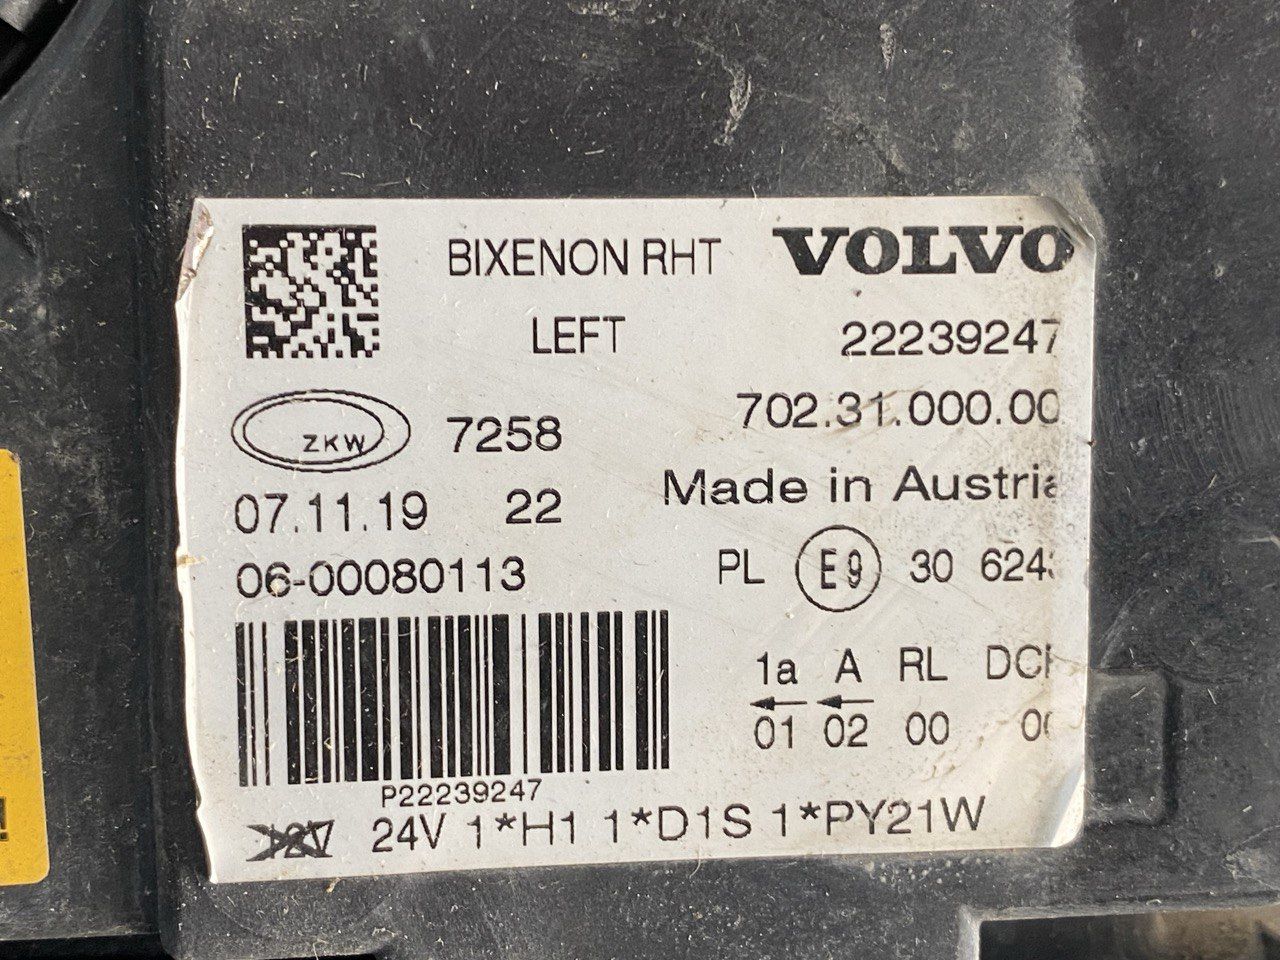 BIXENON RHT VOLVO
LEFT 22239247
702.31.000.00
ZKW 7258
07.11.19 22 Made in Austria
06-00080113 PL E9 30 624
1a A RL
01 02 00
P22239247
12V 24V 1*H1 1*D1S 1*PY21W